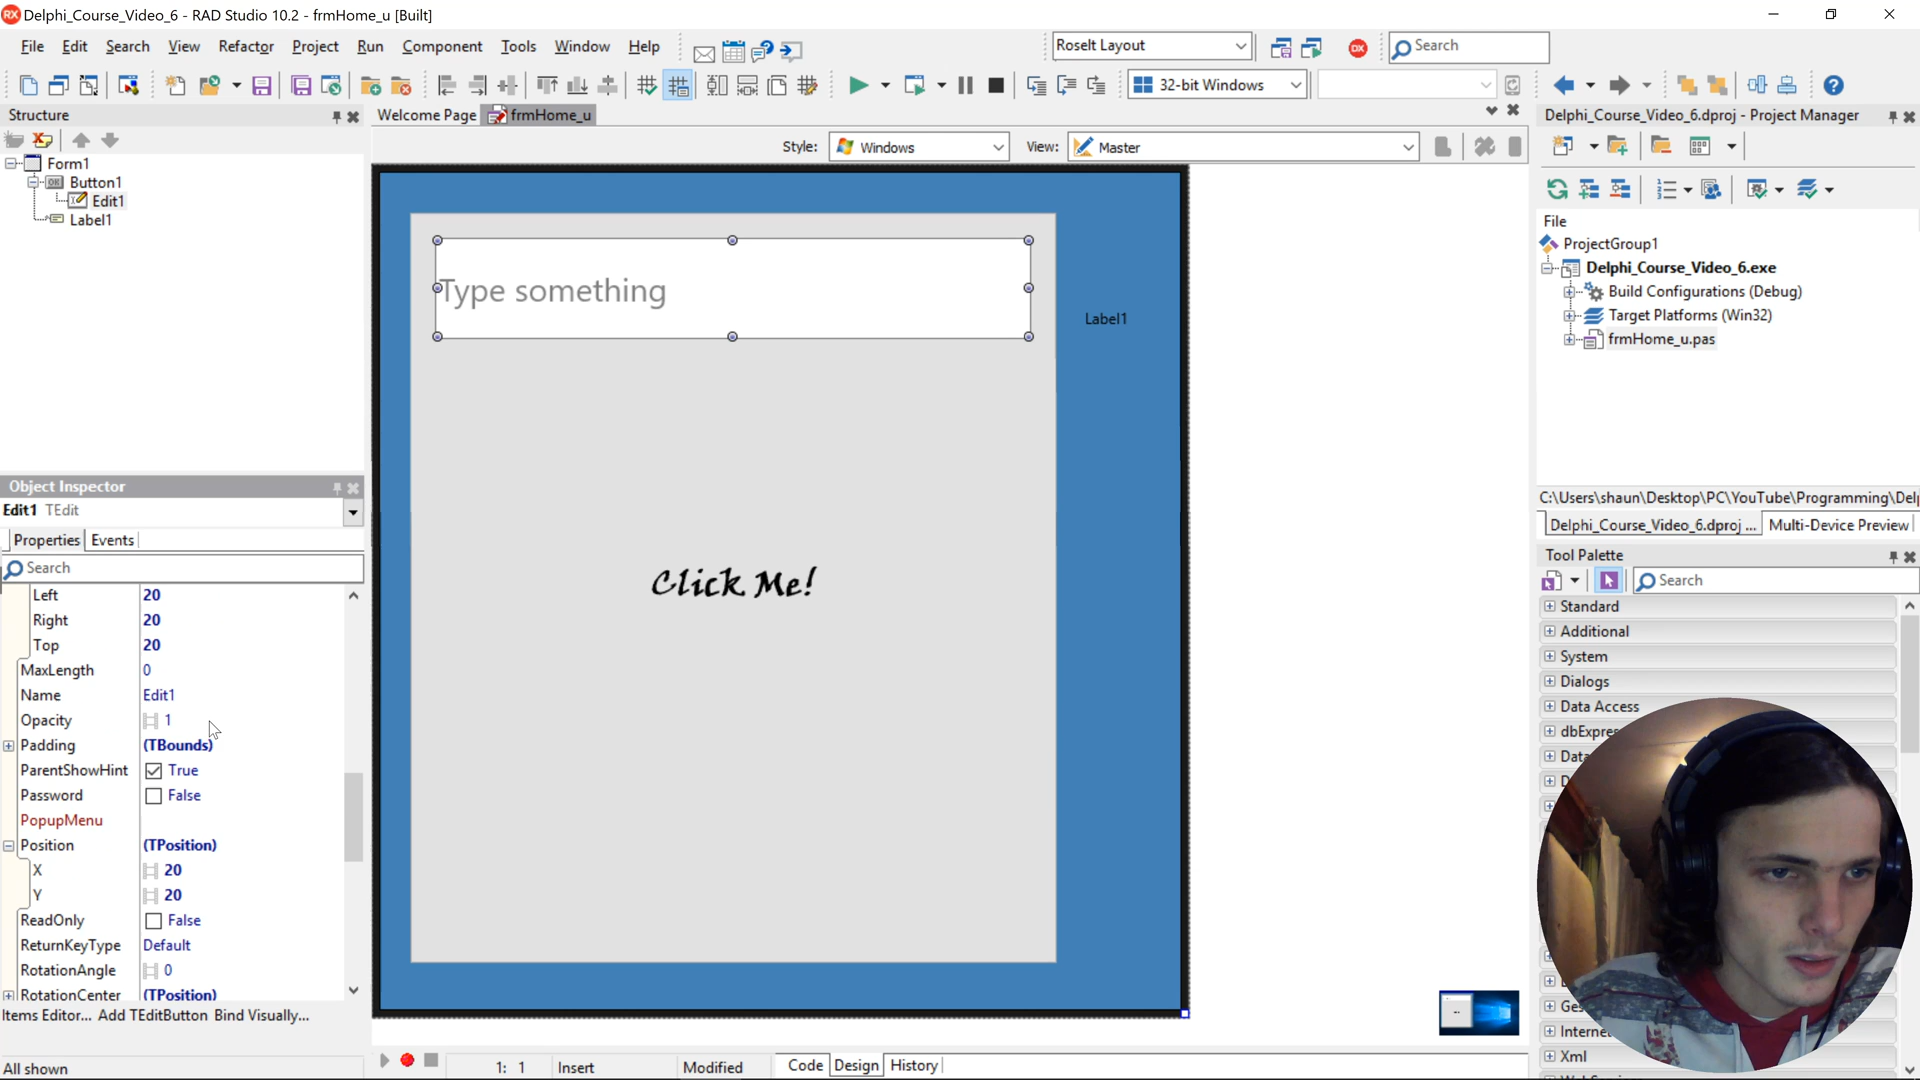 Delphi_Course_Video_6 - RAD Studio 10.2 - frmHome_u [Built]
File Edit Search View Refactor Project Run Component Tools Window Help
Roselt Layout
Search
32-bit Windows
Structure
Welcome Page frmHome_u
Delphi_Course_Video_6.dproj - Project Manager
Style: Windows View: Master
Form1
Button1
Edit1
Label1
File
ProjectGroup1
Delphi_Course_Video_6.exe
Build Configurations (Debug)
Target Platforms (Win32)
frmHome_u.pas
Type something
Label1
Click Me!
Object Inspector
Edit1 TEdit
Properties Events
Search
Left 20
Right 20
Top 20
MaxLength 0
Name Edit1
Opacity 1
Padding (TBounds)
ParentShowHint True
Password False
PopupMenu
Position (TPosition)
X 20
Y 20
ReadOnly False
ReturnKeyType Default
RotationAngle 0
RotationCenter (TPosition)
Items Editor... Add TEditButton Bind Visually...
All shown
1: 1 Insert Modified Code Design History
C:\Users\shaun\Desktop\PC\YouTube\Programming\Del
Delphi_Course_Video_6.dproj ... Multi-Device Preview
Tool Palette
Search
Standard
Additional
System
Dialogs
Data Access
dbExpre
Data
Ges
Interne
Xml